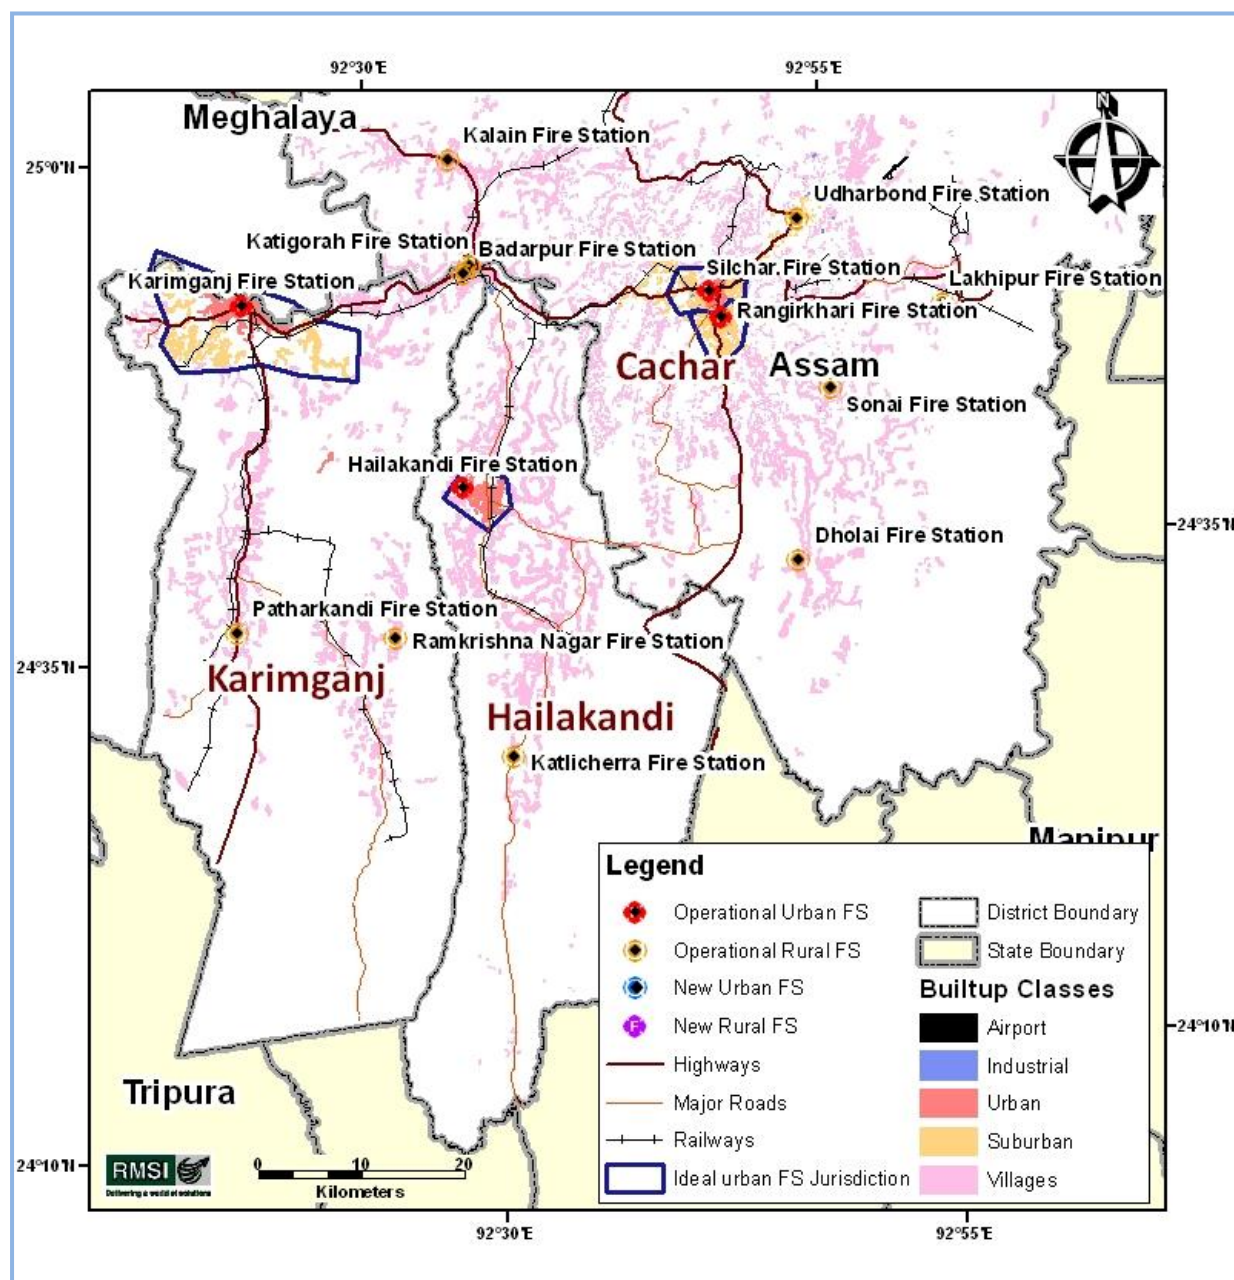 92°30'E
92°55'E
Meghalaya
Kalain Fire Station
25°0'N
Udharbond Fire Station
Katigorah Fire Station
Badarpur Fire Station
Silchar Fire Station
Karimganj Fire Station
Lakhipur Fire Station
Rangirkhari Fire Station
Cachar
Assam
Sonai Fire Station
Hailakandi Fire Station
24°35'N
Dholai Fire Station
Patharkandi Fire Station
Ramkrishna Nagar Fire Station
24°35'N
Karimganj
Hailakandi
Katlicherra Fire Station
Manipur
Legend
Operational Urban FS
District Boundary
Operational Rural FS
State Boundary
New Urban FS
Builtup Classes
F
New Rural FS
Airport
24°10'N
Highways
Industrial
Tripura
Major Roads
Urban
Railways
Suburban
24°10'N
RMSI
Delivering a world of solutions
0 10 20
Kilometers
Ideal urban FS Jurisdiction
Villages
92°30'E
92°55'E
N